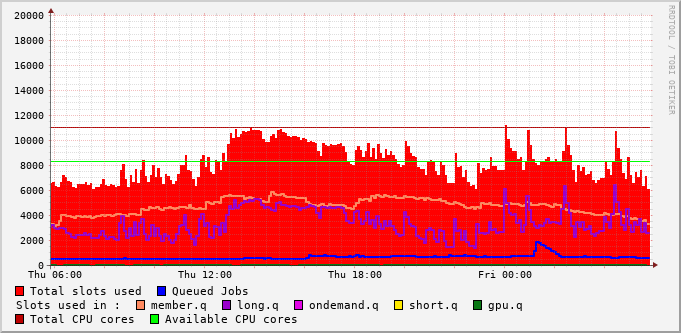 20000
18000
16000
14000
12000
10000
8000
6000
4000
2000
0
Thu 06:00 Thu 12:00 Thu 18:00 Fri 00:00
RRDTOOL / TOBI OETIKER
Total slots used Queued Jobs
Slots used in : member.q long.q ondemand.q short.q gpu.q
Total CPU cores Available CPU cores